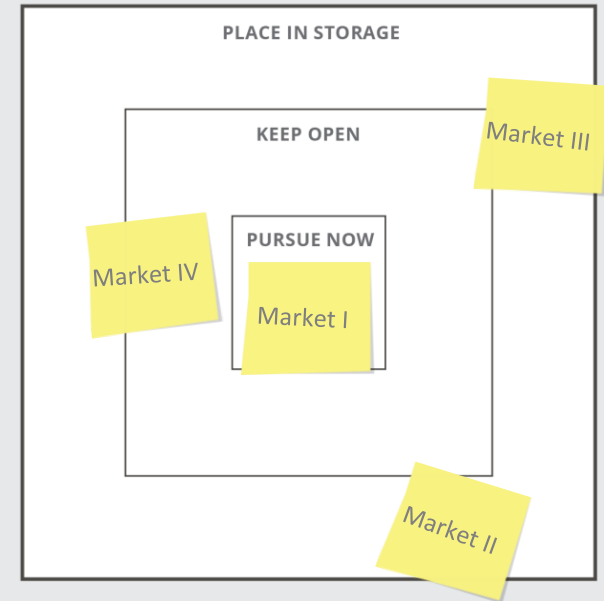 PLACE IN STORAGE
KEEP OPEN
Market III
PURSUE NOW
Market IV
Market I
Market II